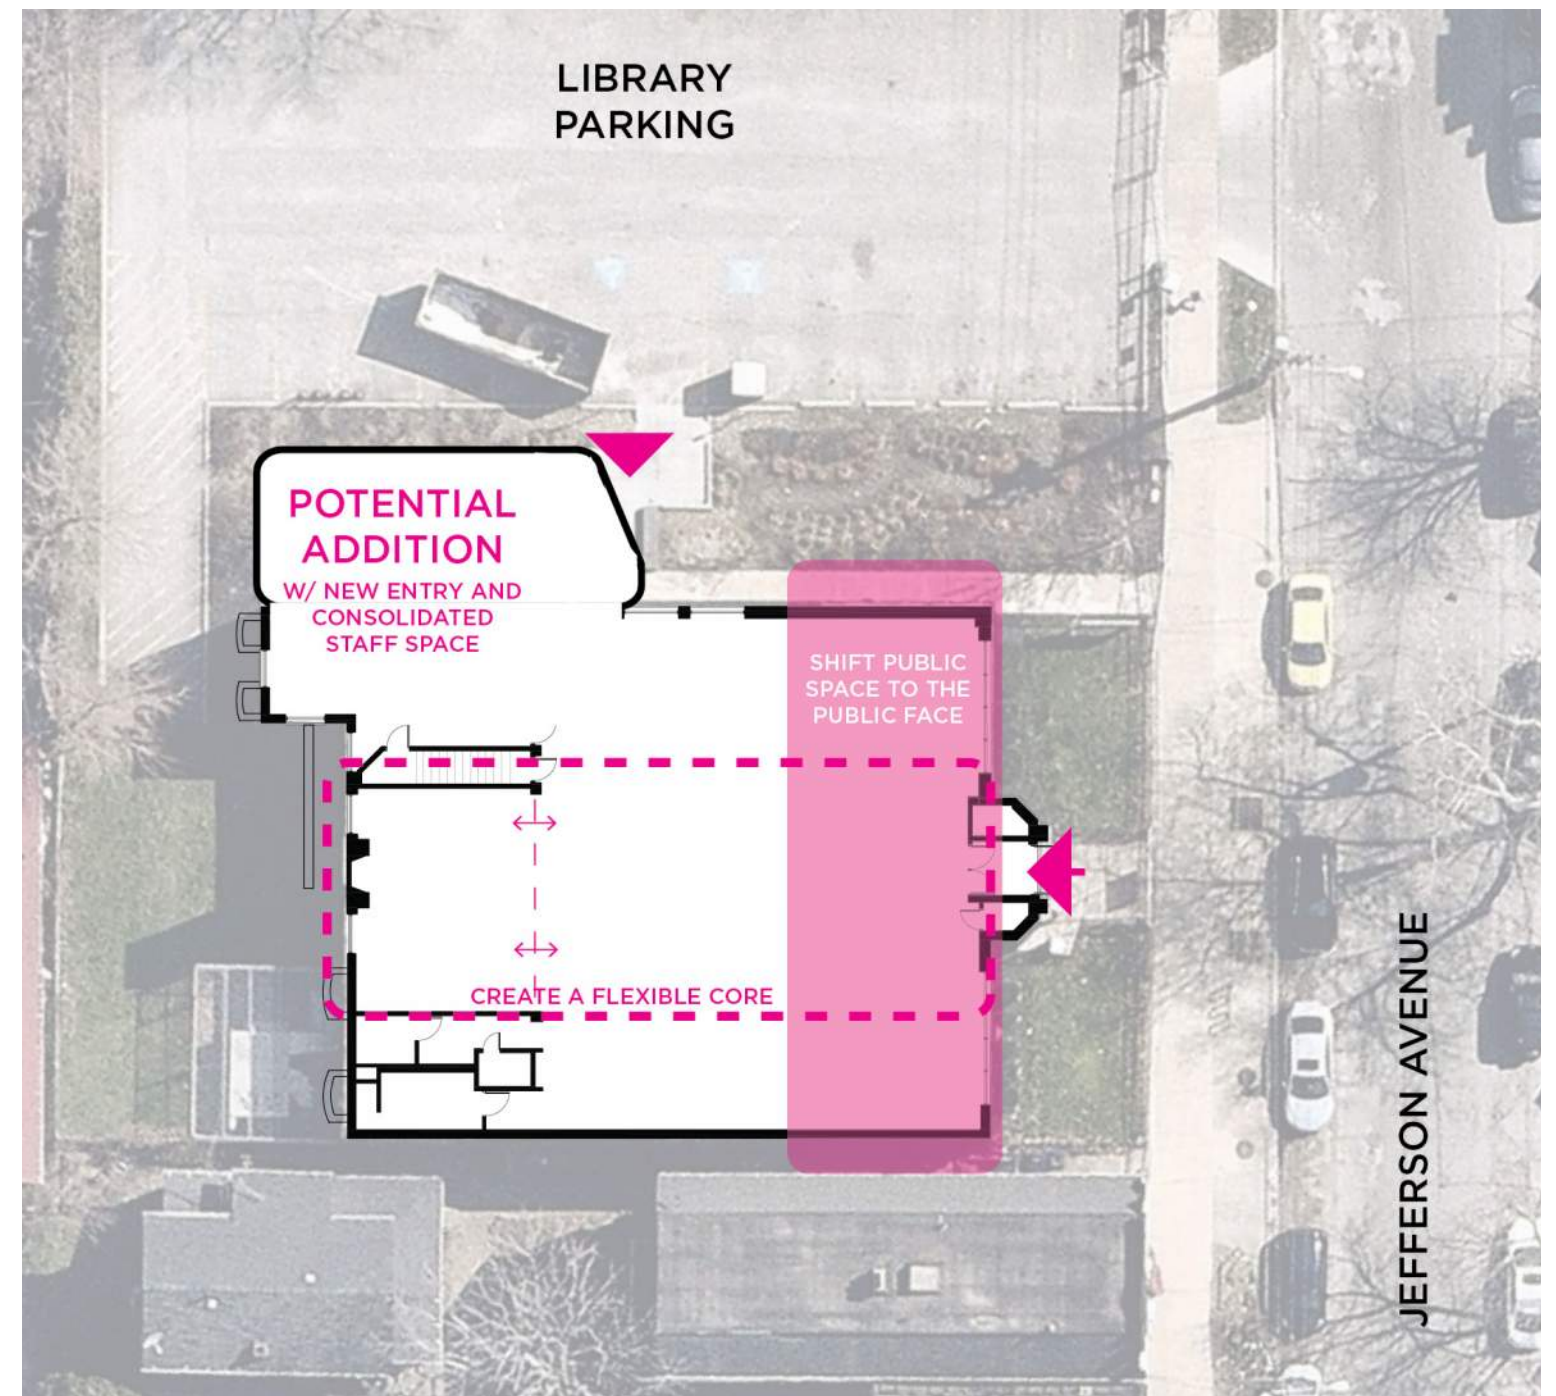 LIBRARY
PARKING
POTENTIAL
ADDITION
W/ NEW ENTRY AND
CONSOLIDATED
STAFF SPACE
SHIFT PUBLIC
SPACE TO THE
PUBLIC FACE
CREATE A FLEXIBLE CORE
JEFFERSON AVENUE